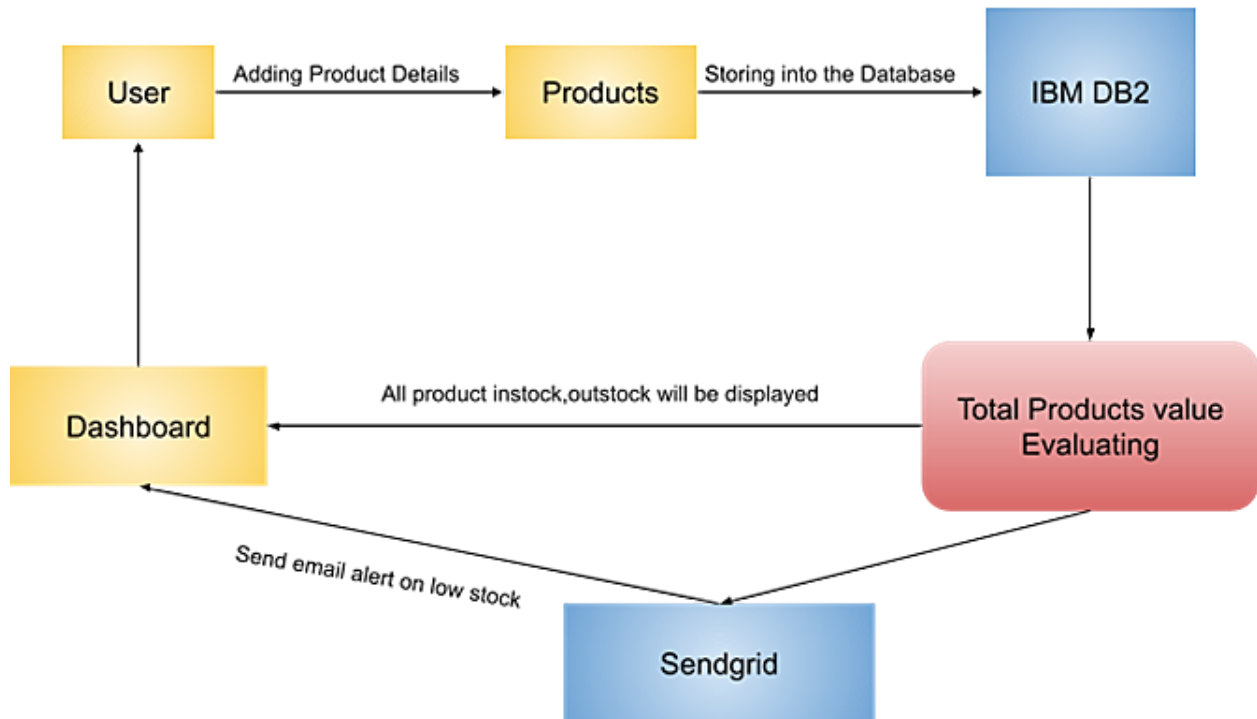 User
Adding Product Details
Products
Storing into the Database
IBM DB2
Dashboard
All product instock,outstock will be displayed
Total Products value
Evaluating
Send email alert on low stock
Sendgrid